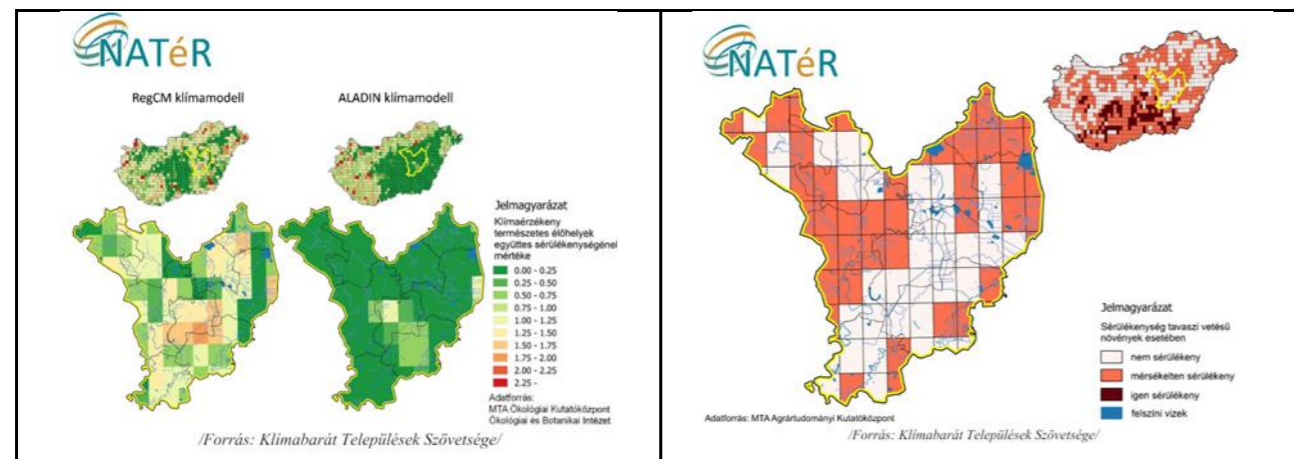 NATéR
RegCM klímamodell
ALADIN klímamodell
Jelmagyarázat
Klímaérzékeny
természetes élőhelyek
együttes sérülékenységénel
mértéke
0.00 - 0.25
0.25 - 0.50
0.50 - 0.75
0.75 - 1.00
1.00 - 1.25
1.25 - 1.50
1.50 - 1.75
1.75 - 2.00
2.00 - 2.25
2.25 -
Adatforrás:
MTA Ökológiai Kutatóközpont
Ökológiai és Botanikai Intézet
/Forrás: Klímabarát Települések Szövetsége/
NATéR
Jelmagyarázat
Sérülékenység tavaszi vetésű
növények esetében
nem sérülékeny
mérsékelten sérülékeny
igen sérülékeny
felszíni vizek
Adatforrás: MTA Agrártudományi Kutatóközpont
/Forrás: Klímabarát Települések Szövetsége/